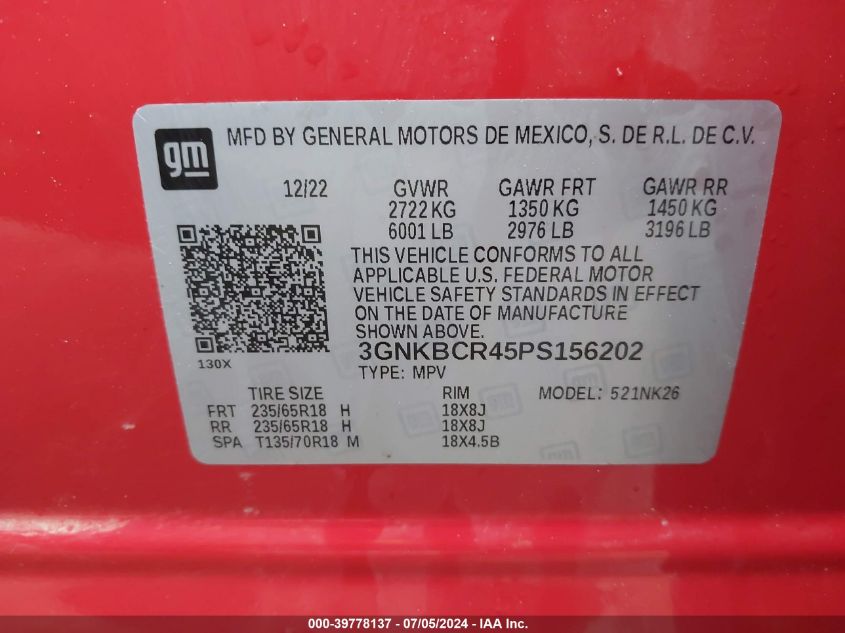 gm
MFD BY GENERAL MOTORS DE MEXICO, S. DE R.L. DE C.V.
12/22 GVWR GAWR FRT GAWR RR
2722 KG 1350 KG 1450 KG
6001 LB 2976 LB 3196 LB
THIS VEHICLE CONFORMS TO ALL
APPLICABLE U.S. FEDERAL MOTOR
VEHICLE SAFETY STANDARDS IN EFFECT
ON THE DATE OF MANUFACTURE
SHOWN ABOVE.
130X
3GNKBCR45PS156202
TYPE: MPV
TIRE SIZE RIM MODEL: 521NK26
FRT 235/65R18 H 18X8J
RR 235/65R18 H 18X8J
SPA T135/70R18 M 18X4.5B
000-39778137 - 07/05/2024 - IAA Inc.